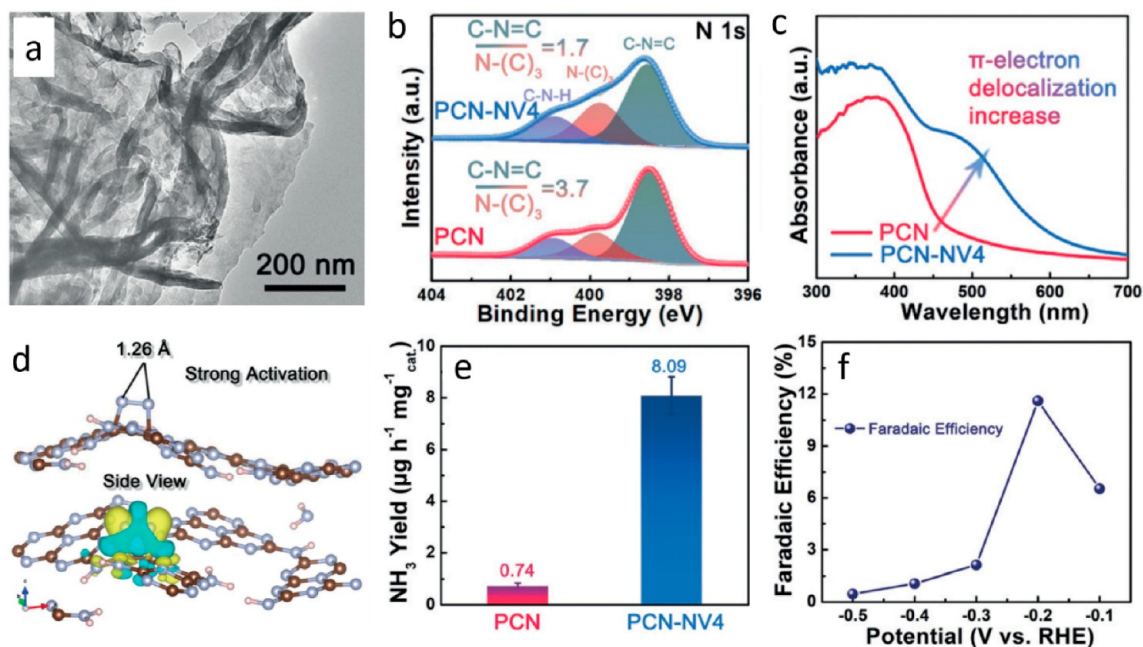 a
200 nm
b
N 1s
C-N=C
N-(C)₃
=1.7
C-N=C
N-(C)₃
C-N-H
PCN-NV4
C-N=C
N-(C)₃
=3.7
PCN
Intensity (a.u.)
404 402 400 398 396
Binding Energy (eV)
c
π-electron
delocalization
increase
PCN
PCN-NV4
Absorbance (a.u.)
300 400 500 600 700
Wavelength (nm)
d
1.26 Å
Strong Activation
Side View
e
10
8
6
4
2
0
NH₃ Yield (μg h⁻¹ mg⁻¹cat.)
8.09
0.74
PCN PCN-NV4
f
15
12
9
6
3
0
Faradaic Efficiency (%)
Faradaic Efficiency
-0.5 -0.4 -0.3 -0.2 -0.1
Potential (V vs. RHE)